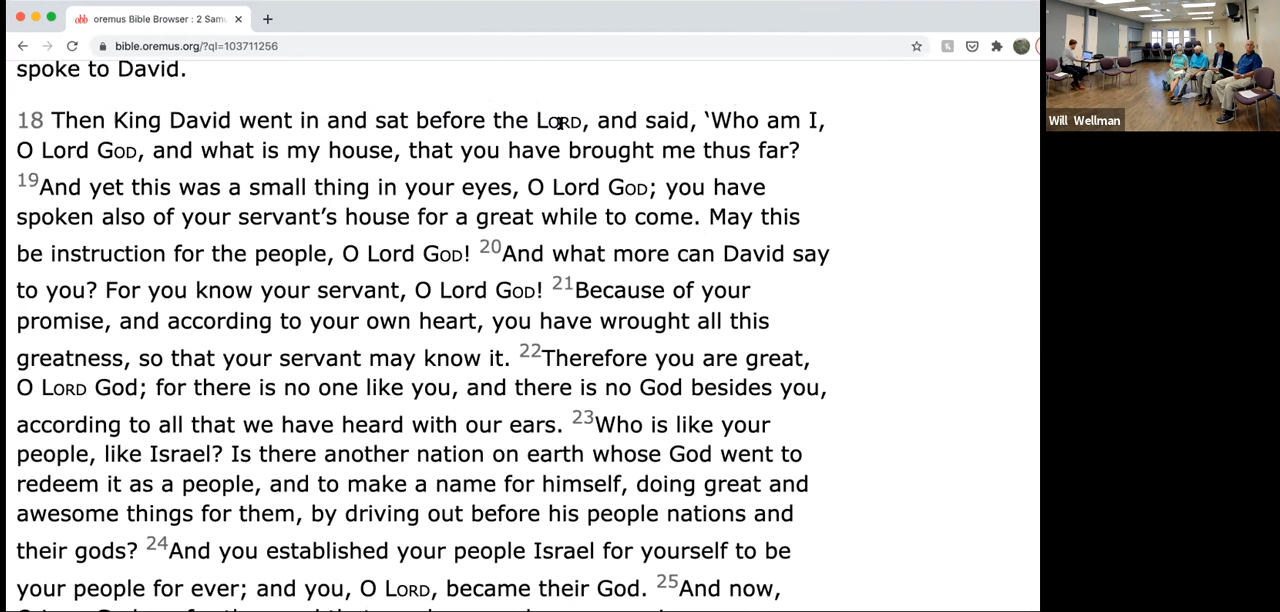 oremus Bible Browser : 2 Sam
bible.oremus.org/?ql=103711256
Will Wellman
spoke to David.
18 Then King David went in and sat before the LORD, and said, ‘Who am I,
O Lord GOD, and what is my house, that you have brought me thus far?
19And yet this was a small thing in your eyes, O Lord GOD; you have
spoken also of your servant’s house for a great while to come. May this
be instruction for the people, O Lord GOD! 20And what more can David say
to you? For you know your servant, O Lord GOD! 21Because of your
promise, and according to your own heart, you have wrought all this
greatness, so that your servant may know it. 22Therefore you are great,
O LORD God; for there is no one like you, and there is no God besides you,
according to all that we have heard with our ears. 23Who is like your
people, like Israel? Is there another nation on earth whose God went to
redeem it as a people, and to make a name for himself, doing great and
awesome things for them, by driving out before his people nations and
their gods? 24And you established your people Israel for yourself to be
your people for ever; and you, O LORD, became their God. 25And now,